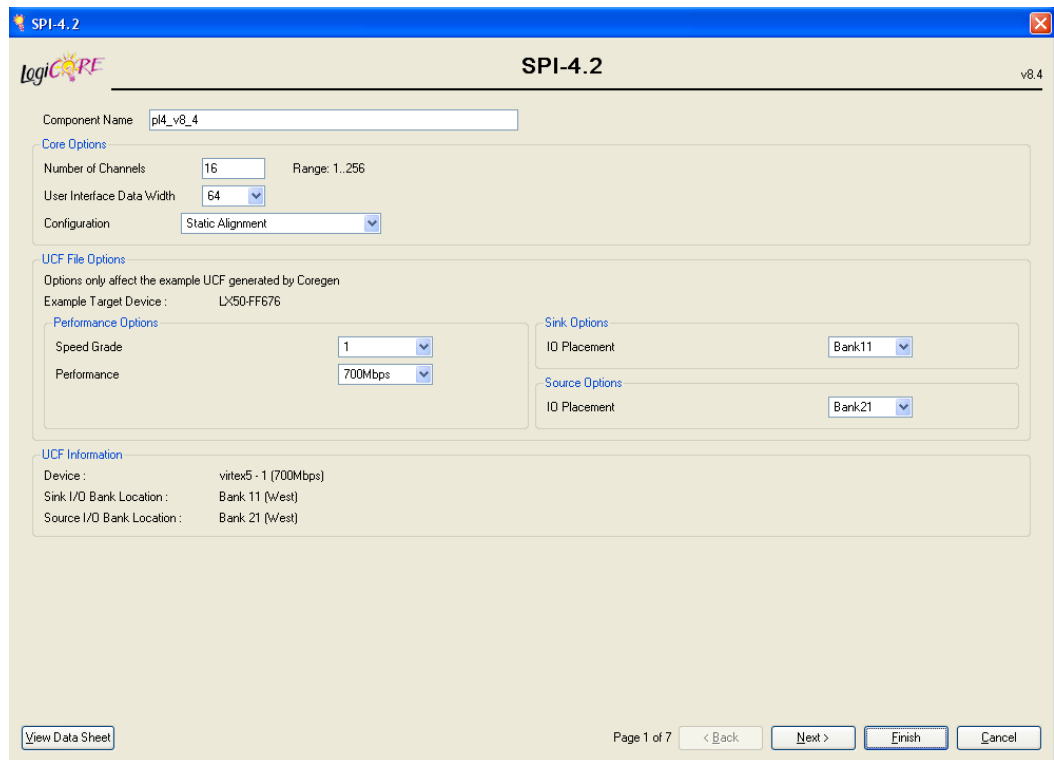 SPI-4.2
LogiCORE
SPI-4.2
v8.4
Component Name pl4_v8_4
Core Options
Number of Channels 16 Range: 1..256
User Interface Data Width 64
Configuration Static Alignment
UCF File Options
Options only affect the example UCF generated by Coregen
Example Target Device : LX50-FF676
Performance Options
Speed Grade 1
Performance 700Mbps
Sink Options
IO Placement Bank11
Source Options
IO Placement Bank21
UCF Information
Device : virtex5 - 1 (700Mbps)
Sink I/O Bank Location : Bank 11 (West)
Source I/O Bank Location : Bank 21 (West)
View Data Sheet Page 1 of 7 < Back Next > Finish Cancel